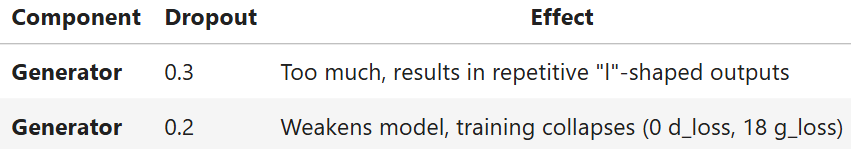 Component Dropout Effect
Generator 0.3 Too much, results in repetitive "l"-shaped outputs
Generator 0.2 Weakens model, training collapses (0 d_loss, 18 g_loss)